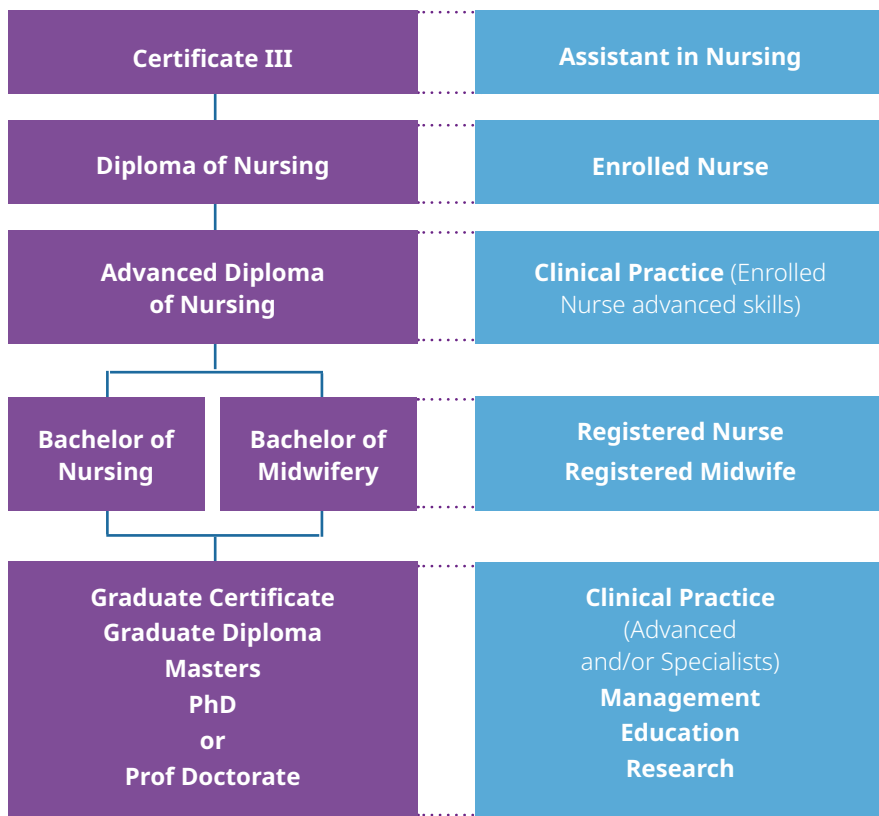 Certificate III
Assistant in Nursing
Diploma of Nursing
Enrolled Nurse
Advanced Diploma
of Nursing
Clinical Practice (Enrolled
Nurse advanced skills)
Bachelor of
Nursing
Bachelor of
Midwifery
Registered Nurse
Registered Midwife
Graduate Certificate
Graduate Diploma
Masters
PhD
or
Prof Doctorate
Clinical Practice
(Advanced
and/or Specialists)
Management
Education
Research